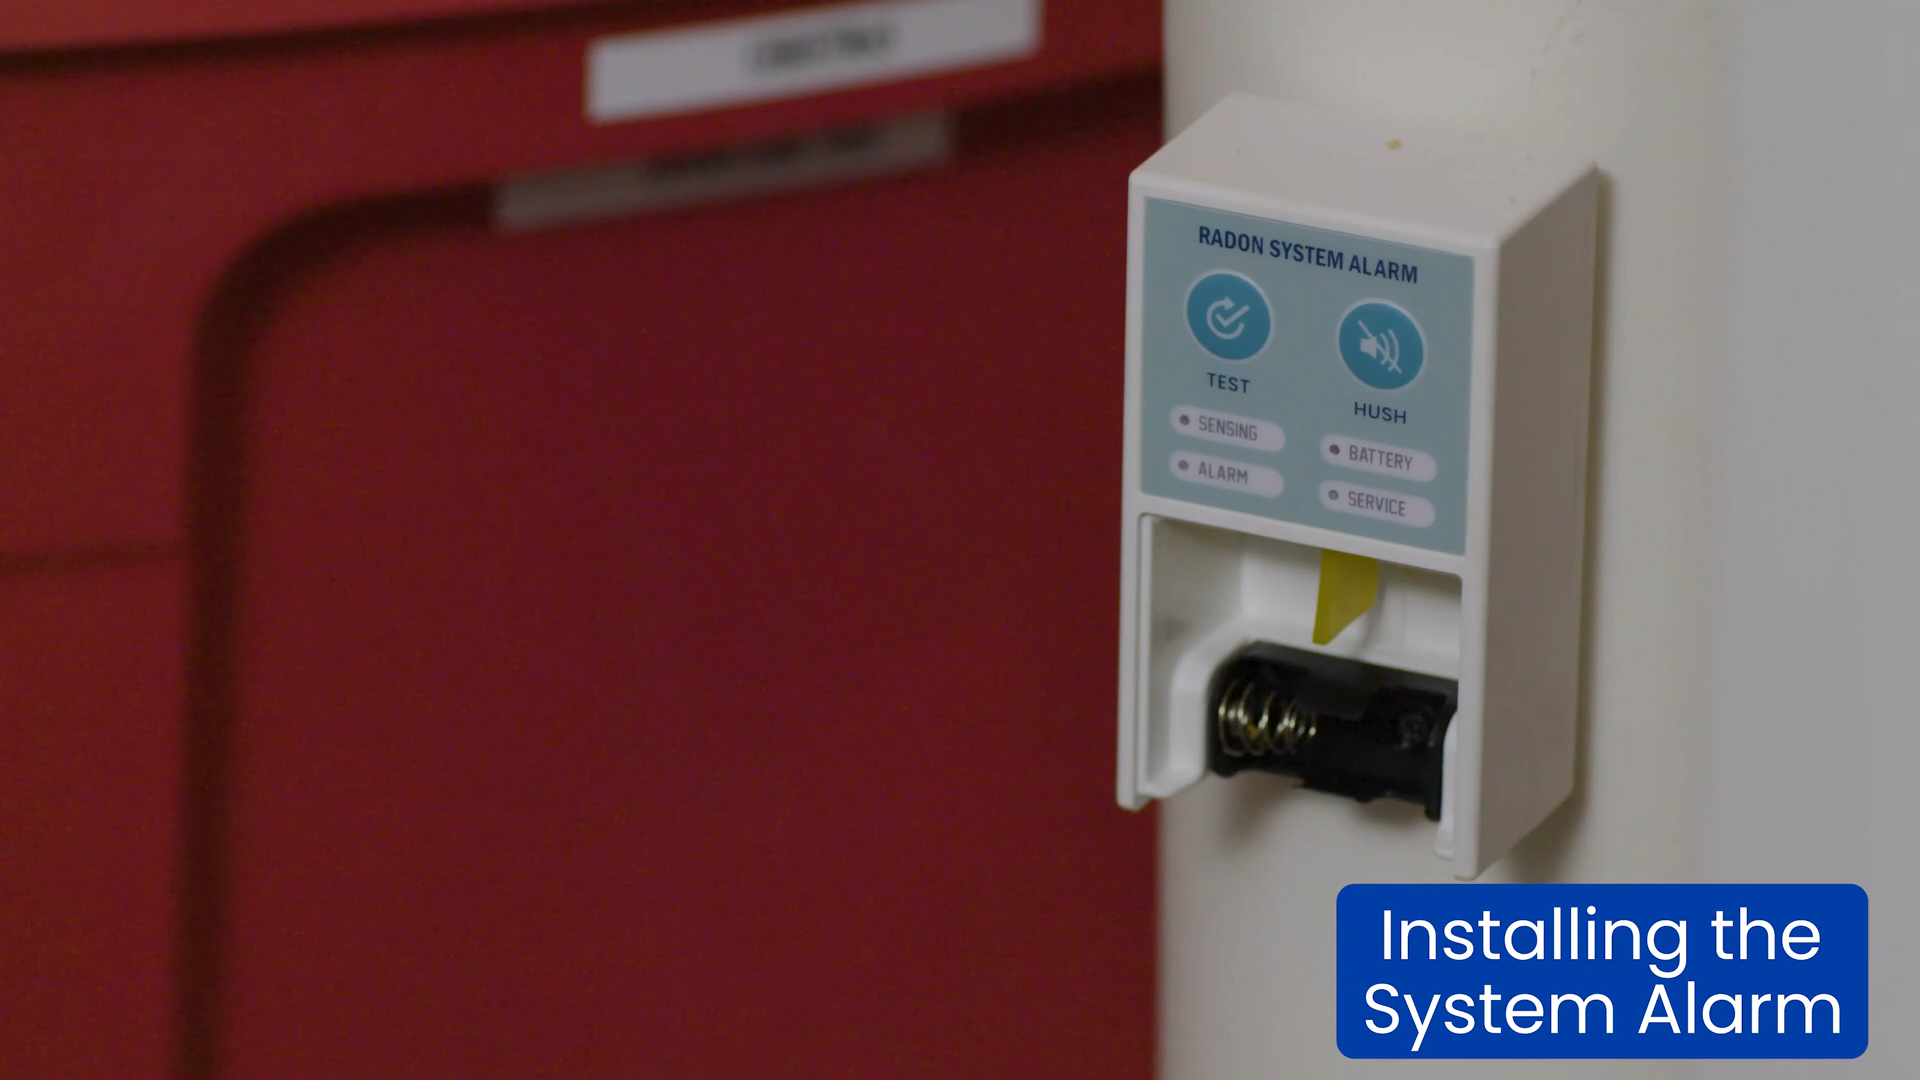 RADON SYSTEM ALARM
TEST
HUSH
SENSING
BATTERY
ALARM
SERVICE
Installing the
System Alarm